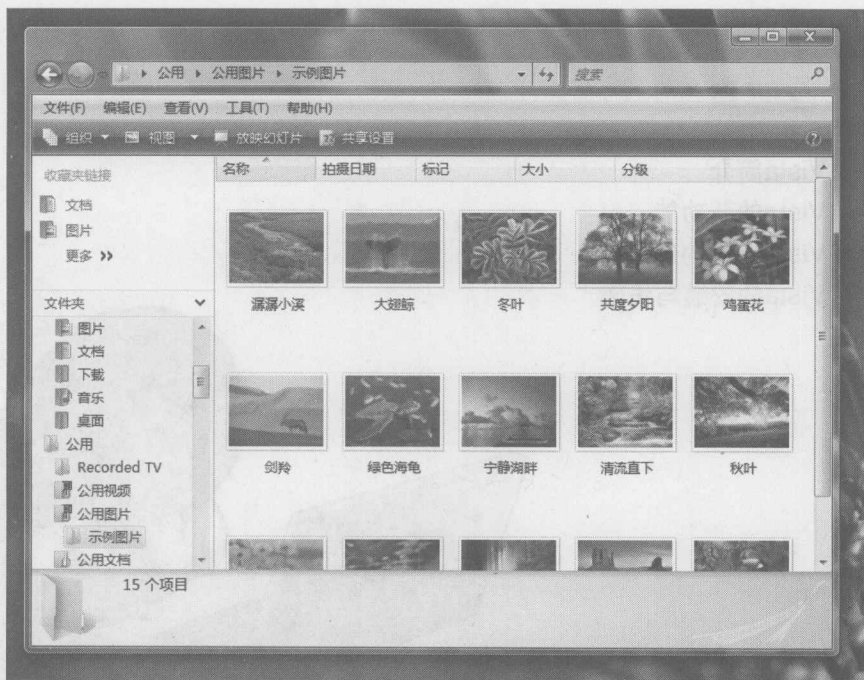 公用 公用图片 示例图片 搜索
文件(F) 编辑(E) 查看(V) 工具(T) 帮助(H)
组织 视图 放映幻灯片 共享设置
收藏夹链接
文档
图片
更多 >>
文件夹
图片
文档
下载
音乐
桌面
公用
Recorded TV
公用视频
公用图片
示例图片
公用文档
名称 拍摄日期 标记 大小 分级
潺潺小溪 大翅鲸 冬叶 共度夕阳 鸡蛋花
剑羚 绿色海龟 宁静湖畔 清流直下 秋叶
15 个项目